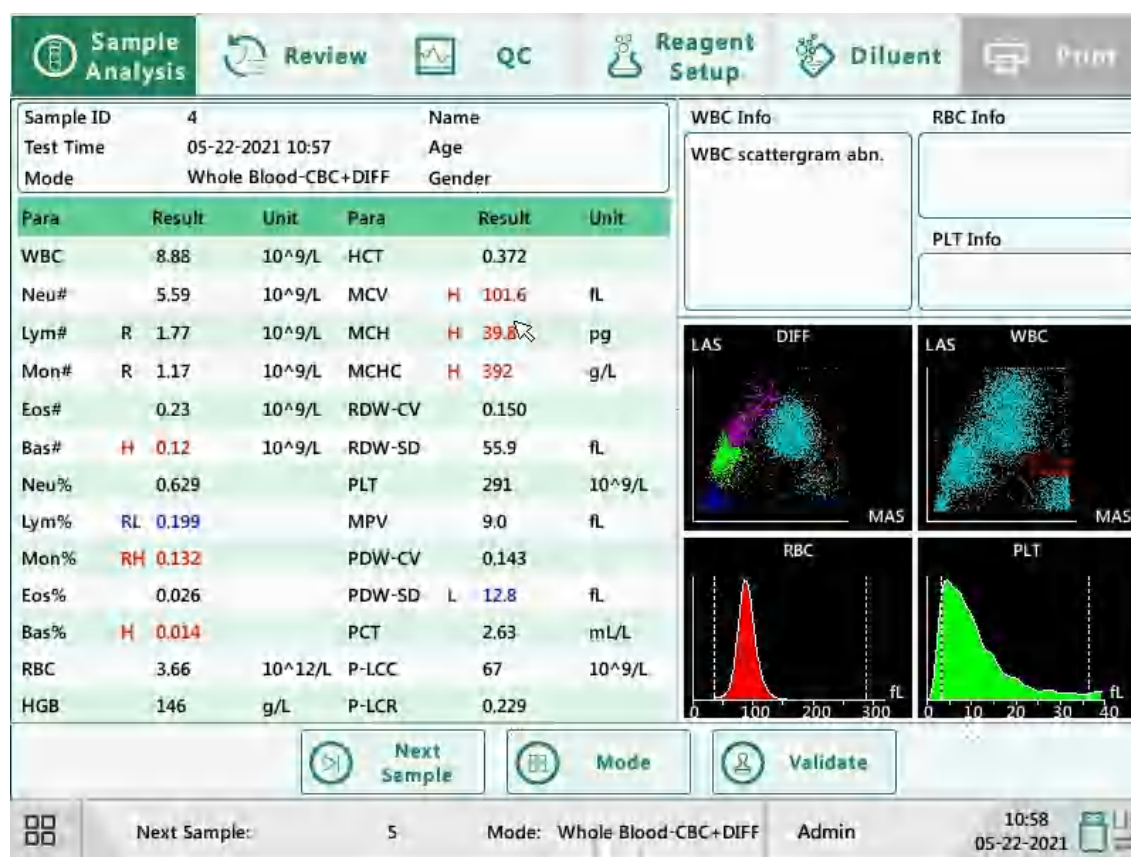 Sample Analysis
Review
QC
Reagent Setup
Diluent
Print
Sample ID 4 Name
Test Time 05-22-2021 10:57 Age
Mode Whole Blood-CBC+DIFF Gender
WBC Info
WBC scattergram abn.
RBC Info
PLT Info
Para Result Unit Para Result Unit
WBC 8.88 10^9/L HCT 0.372
Neu# 5.59 10^9/L MCV H 101.6 fL
Lym# R 1.77 10^9/L MCH H 39.8 pg
Mon# R 1.17 10^9/L MCHC H 392 g/L
Eos# 0.23 10^9/L RDW-CV 0.150
Bas# H 0.12 10^9/L RDW-SD 55.9 fL
Neu% 0.629 PLT 291 10^9/L
Lym% RL 0.199 MPV 9.0 fL
Mon% RH 0.132 PDW-CV 0.143
Eos% 0.026 PDW-SD L 12.8 fL
Bas% H 0.014 PCT 2.63 mL/L
RBC 3.66 10^12/L P-LCC 67 10^9/L
HGB 146 g/L P-LCR 0.229
LAS DIFF
MAS
LAS WBC
MAS
RBC
fL
0 100 200 300
PLT
fL
0 10 20 30 40
Next Sample
Mode
Validate
Next Sample: 5 Mode: Whole Blood-CBC+DIFF Admin
10:58
05-22-2021